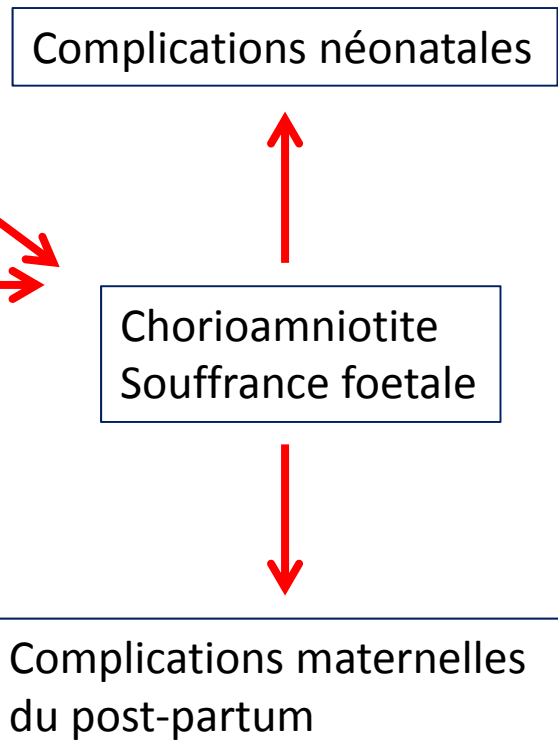 Complications néonatales
Chorioamniotite
Souffrance foetale
Complications maternelles
du post-partum